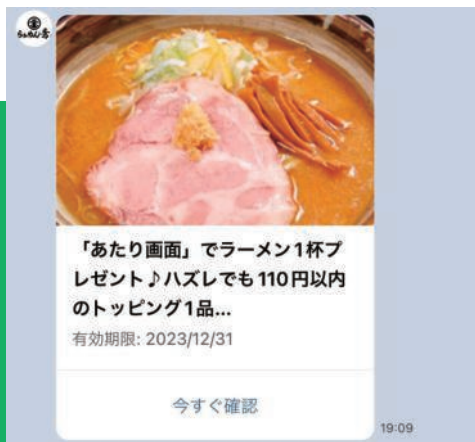 「あたり画面」でラーメン1杯プ
レゼント♪ハズレでも110円以内
のトッピング1品...
有効期限: 2023/12/31
今すぐ確認
19:09